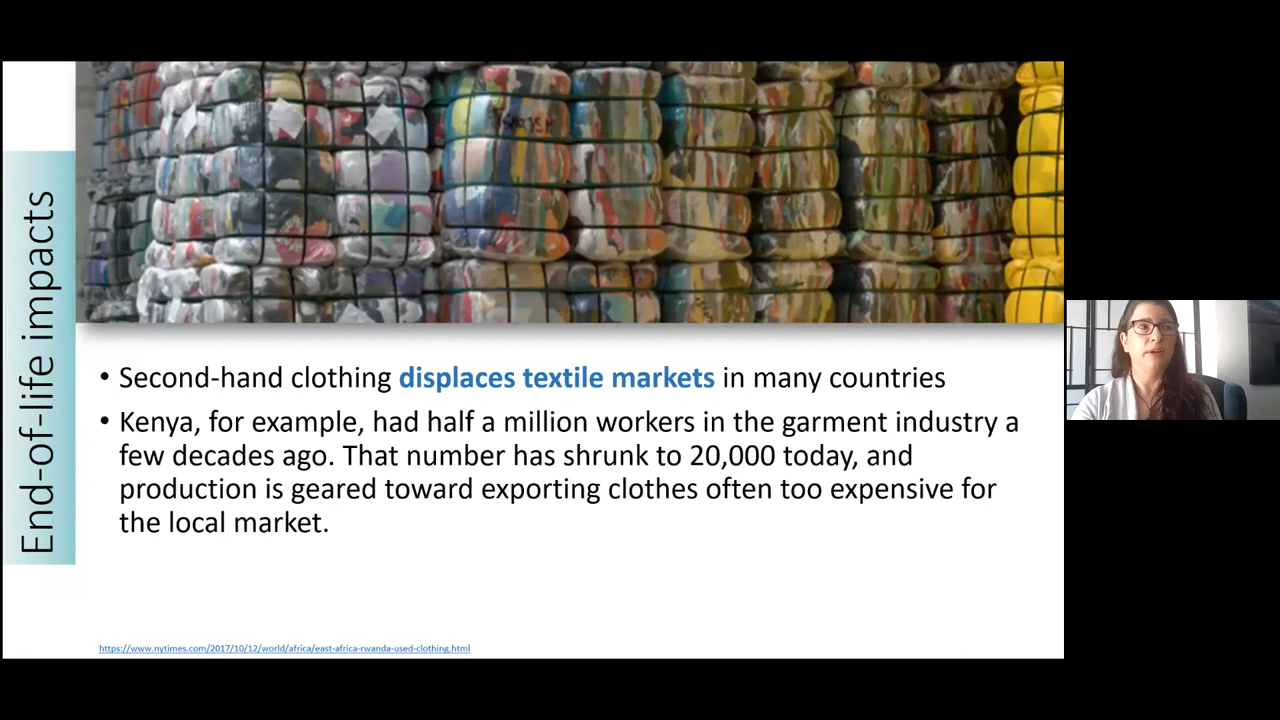 End-of-life impacts
• Second-hand clothing displaces textile markets in many countries
• Kenya, for example, had half a million workers in the garment industry a
few decades ago. That number has shrunk to 20,000 today, and
production is geared toward exporting clothes often too expensive for
the local market.
https://www.nytimes.com/2017/10/12/world/africa/east-africa-rwanda-used-clothing.html